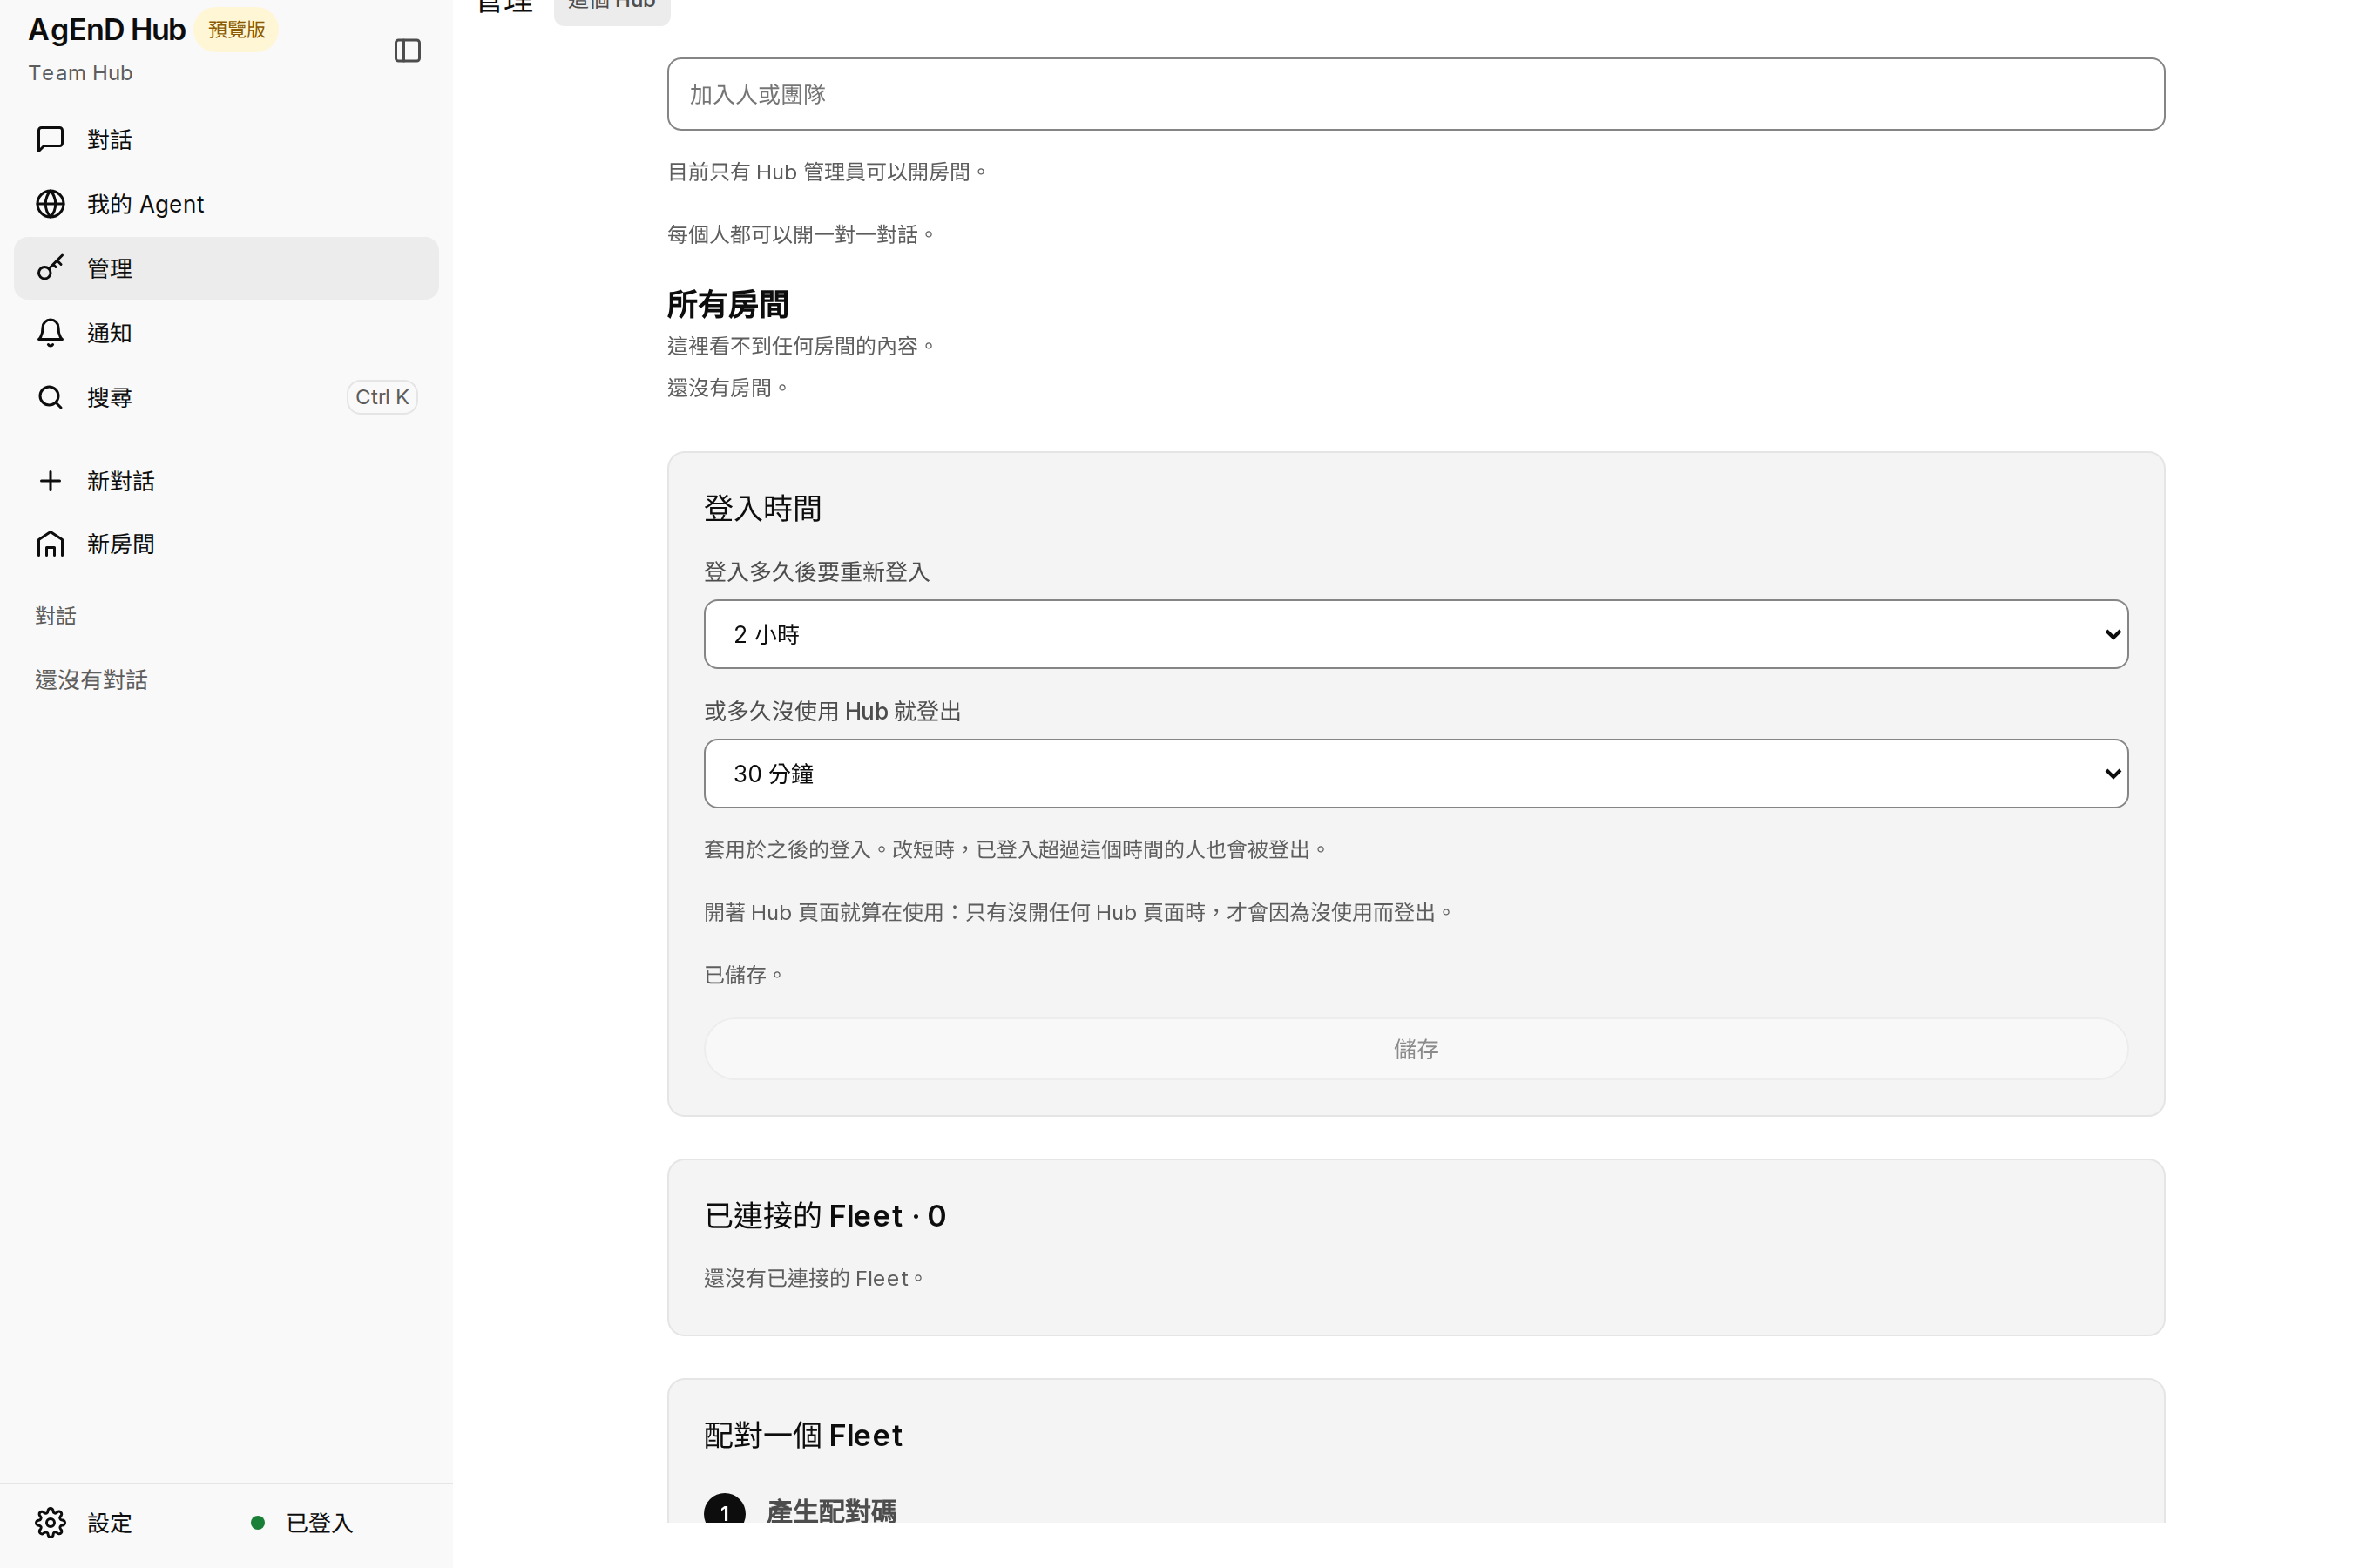 AgEnD Hub 預覽版
Team Hub
對話
我的 Agent
管理
通知
搜尋 Ctrl K
新對話
新房間
對話
還沒有對話
設定 已登入
管理 這個 Hub
加入人或團隊
目前只有 Hub 管理員可以開房間。
每個人都可以開一對一對話。
所有房間
這裡看不到任何房間的內容。
還沒有房間。
登入時間
登入多久後要重新登入
2 小時
或多久沒使用 Hub 就登出
30 分鐘
套用於之後的登入。改短時，已登入超過這個時間的人也會被登出。
開著 Hub 頁面就算在使用：只有沒開任何 Hub 頁面時，才會因為沒使用而登出。
已儲存。
儲存
已連接的 Fleet · 0
還沒有已連接的 Fleet。
配對一個 Fleet
1 產生配對碼